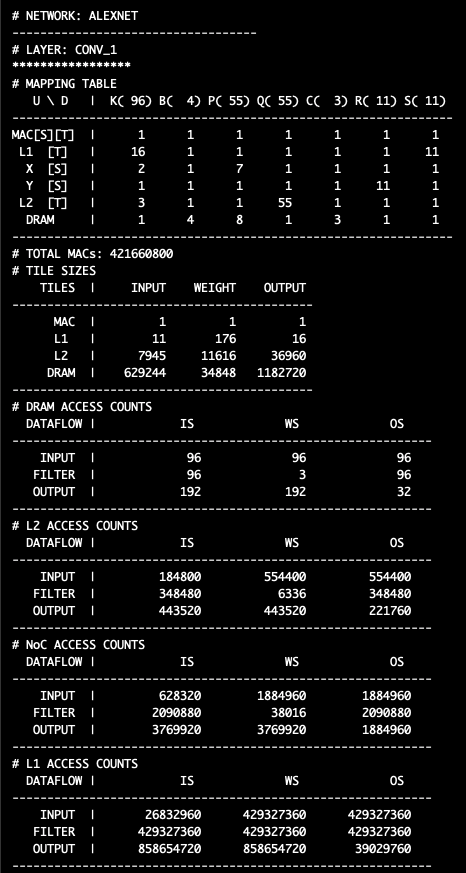 # NETWORK: ALEXNET
-----------------------------------
# LAYER: CONV_1
*****************
# MAPPING TABLE
   U \ D   |  K( 96) B(  4) P( 55) Q( 55) C(  3) R( 11) S( 11)
---------------------------------------------------------------
MAC[S][T]  |      1      1      1      1      1      1      1
 L1  [T]   |     16      1      1      1      1      1     11
  X  [S]   |      2      1      7      1      1      1      1
  Y  [S]   |      1      1      1      1      1     11      1
 L2  [T]   |      3      1      1     55      1      1      1
  DRAM     |      1      4      8      1      3      1      1
---------------------------------------------------------------
# TOTAL MACs: 421660800
# TILE SIZES
    TILES  |     INPUT    WEIGHT    OUTPUT
-------------------------------------------
      MAC  |         1         1         1
      L1   |        11       176        16
      L2   |      7945     11616     36960
     DRAM  |    629244     34848   1182720
-------------------------------------------
# DRAM ACCESS COUNTS
  DATAFLOW |            IS             WS             OS
------------------------------------------------------------
    INPUT  |             96             96             96
   FILTER  |             96              3             96
   OUTPUT  |            192            192             32
------------------------------------------------------------
# L2 ACCESS COUNTS
  DATAFLOW |            IS             WS             OS
------------------------------------------------------------
    INPUT  |         184800         554400         554400
   FILTER  |         348480           6336         348480
   OUTPUT  |         443520         443520         221760
------------------------------------------------------------
# NoC ACCESS COUNTS
  DATAFLOW |            IS             WS             OS
------------------------------------------------------------
    INPUT  |         628320        1884960        1884960
   FILTER  |        2090880          38016        2090880
   OUTPUT  |        3769920        3769920        1884960
------------------------------------------------------------
# L1 ACCESS COUNTS
  DATAFLOW |            IS             WS             OS
------------------------------------------------------------
    INPUT  |       26832960      429327360      429327360
   FILTER  |      429327360      429327360      429327360
   OUTPUT  |      858654720      858654720       39029760
------------------------------------------------------------